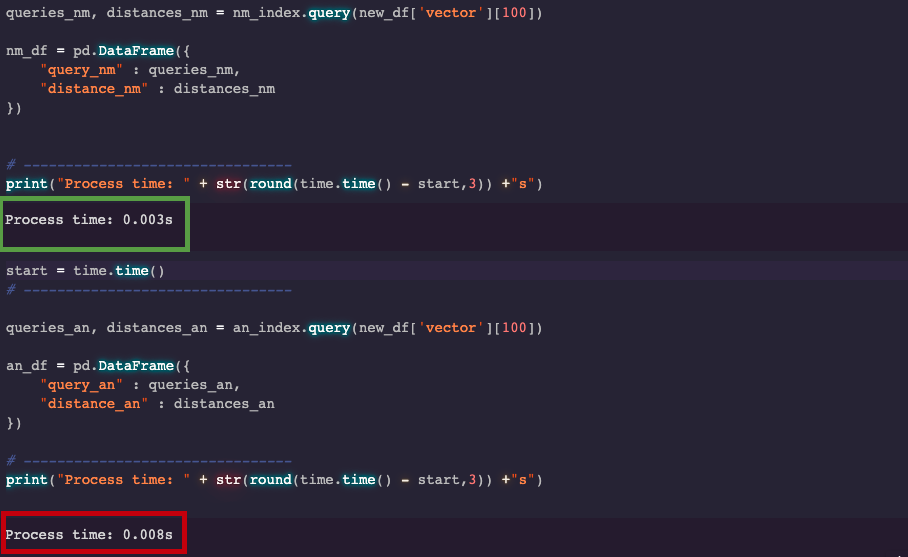 queries_nm, distances_nm = nm_index.query(new_df['vector'][100])
nm_df = pd.DataFrame({
"query_nm" : queries_nm,
"distance_nm" : distances_nm
})
# --------------------------------
print("Process time: " + str(round(time.time() - start,3)) +"s")
Process time: 0.003s
start = time.time()
# --------------------------------
queries_an, distances_an = an_index.query(new_df['vector'][100])
an_df = pd.DataFrame({
"query_an" : queries_an,
"distance_an" : distances_an
})
# --------------------------------
print("Process time: " + str(round(time.time() - start,3)) +"s")
Process time: 0.008s